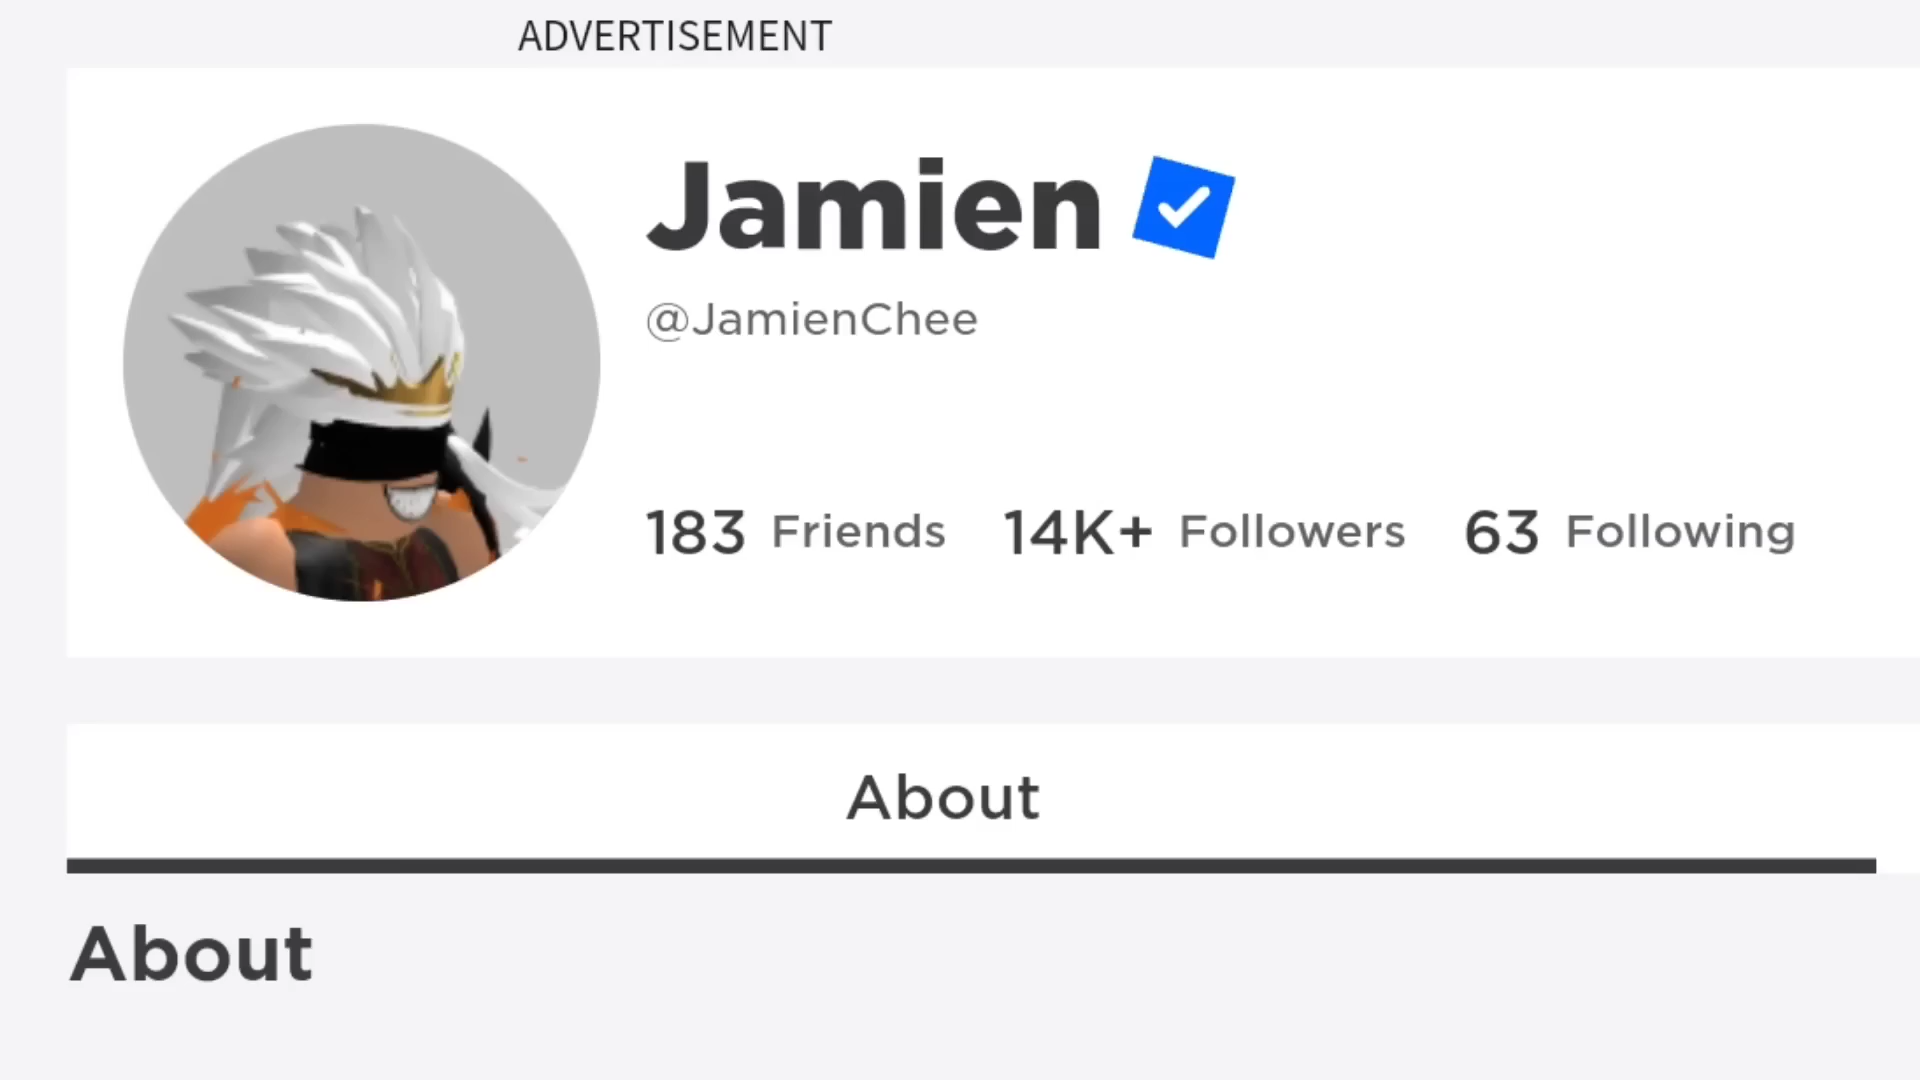 ADVERTISEMENT
Jamien
@JamienChee
183 Friends 14K+ Followers 63 Following
About
About